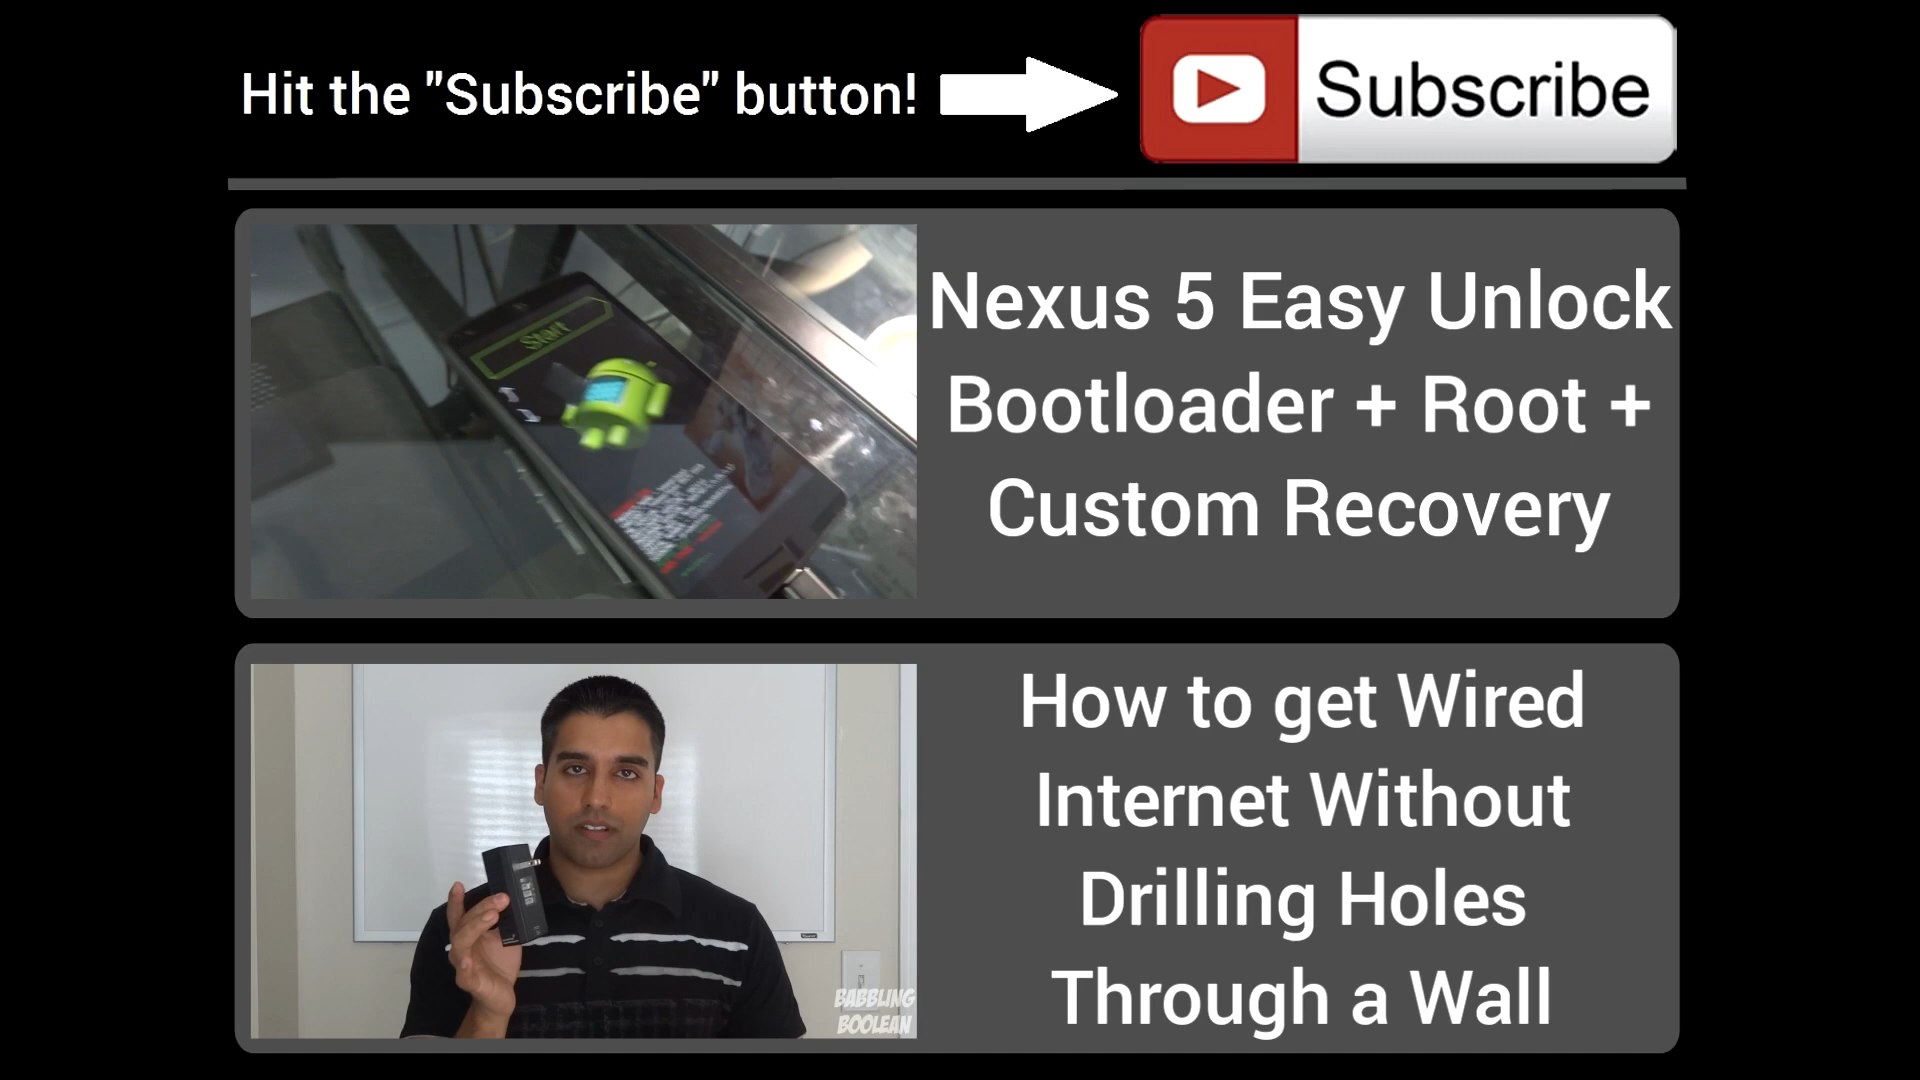 Hit the "Subscribe" button!
Subscribe
Start
Nexus 5 Easy Unlock
Bootloader + Root +
Custom Recovery
How to get Wired
Internet Without
Drilling Holes
Through a Wall
BABBLING
BOOLEAN